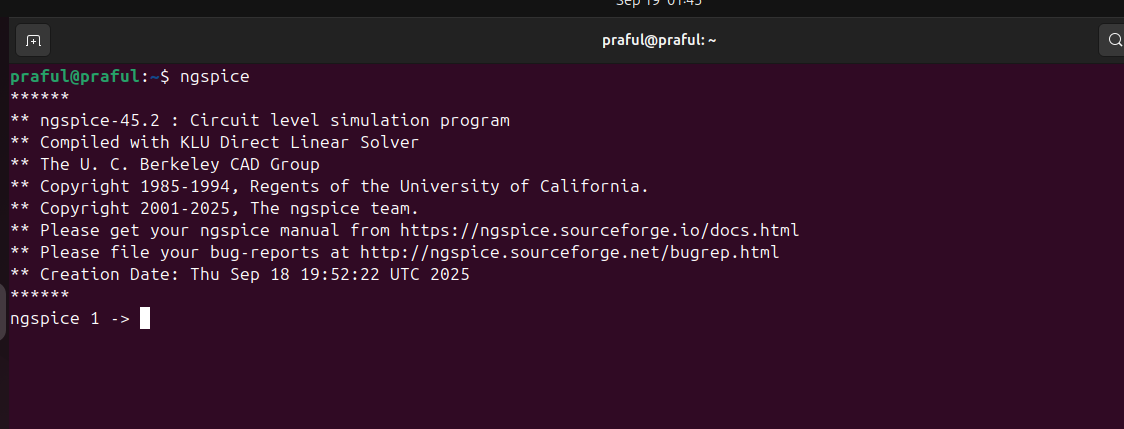 Sep 19 01:45
praful@praful: ~
praful@praful:~$ ngspice
******
** ngspice-45.2 : Circuit level simulation program
** Compiled with KLU Direct Linear Solver
** The U. C. Berkeley CAD Group
** Copyright 1985-1994, Regents of the University of California.
** Copyright 2001-2025, The ngspice team.
** Please get your ngspice manual from https://ngspice.sourceforge.io/docs.html
** Please file your bug-reports at http://ngspice.sourceforge.net/bugrep.html
** Creation Date: Thu Sep 18 19:52:22 UTC 2025
******
ngspice 1 ->